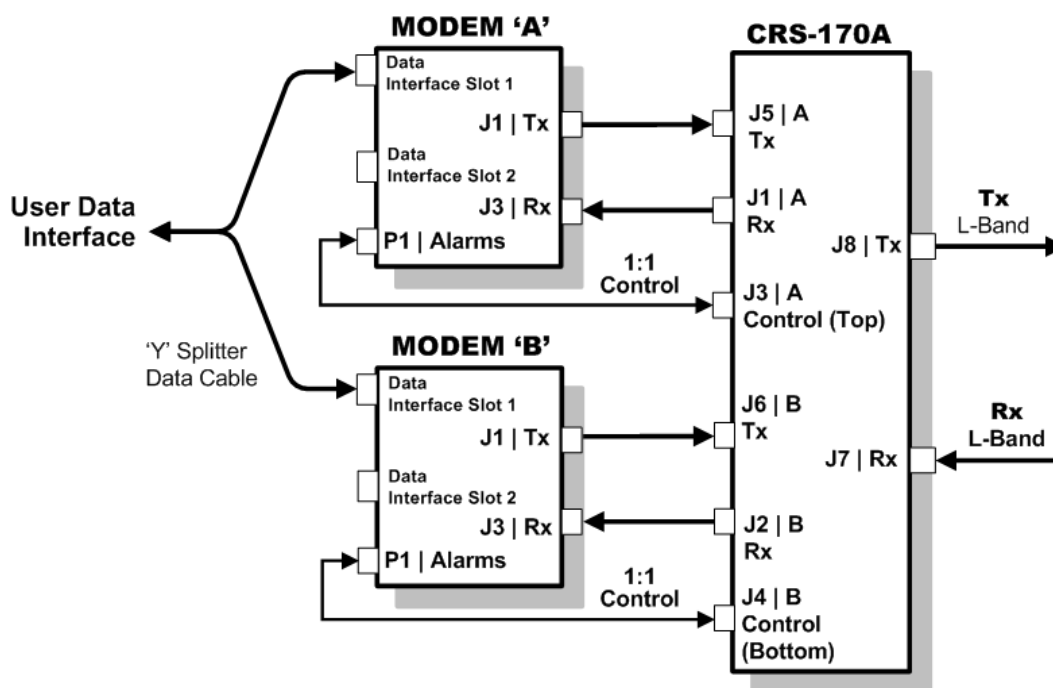 MODEM ‘A’
Data
Interface Slot 1
J1 | Tx
Data
Interface Slot 2
J3 | Rx
P1 | Alarms
User Data
Interface
‘Y’ Splitter
Data Cable
1:1
Control
MODEM ‘B’
Data
Interface Slot 1
J1 | Tx
Data
Interface Slot 2
J3 | Rx
P1 | Alarms
1:1
Control
CRS-170A
J5 | A
Tx
J1 | A
Rx
J8 | Tx
J3 | A
Control (Top)
J6 | B
Tx
J7 | Rx
J2 | B
Rx
J4 | B
Control
(Bottom)
Tx
L-Band
Rx
L-Band